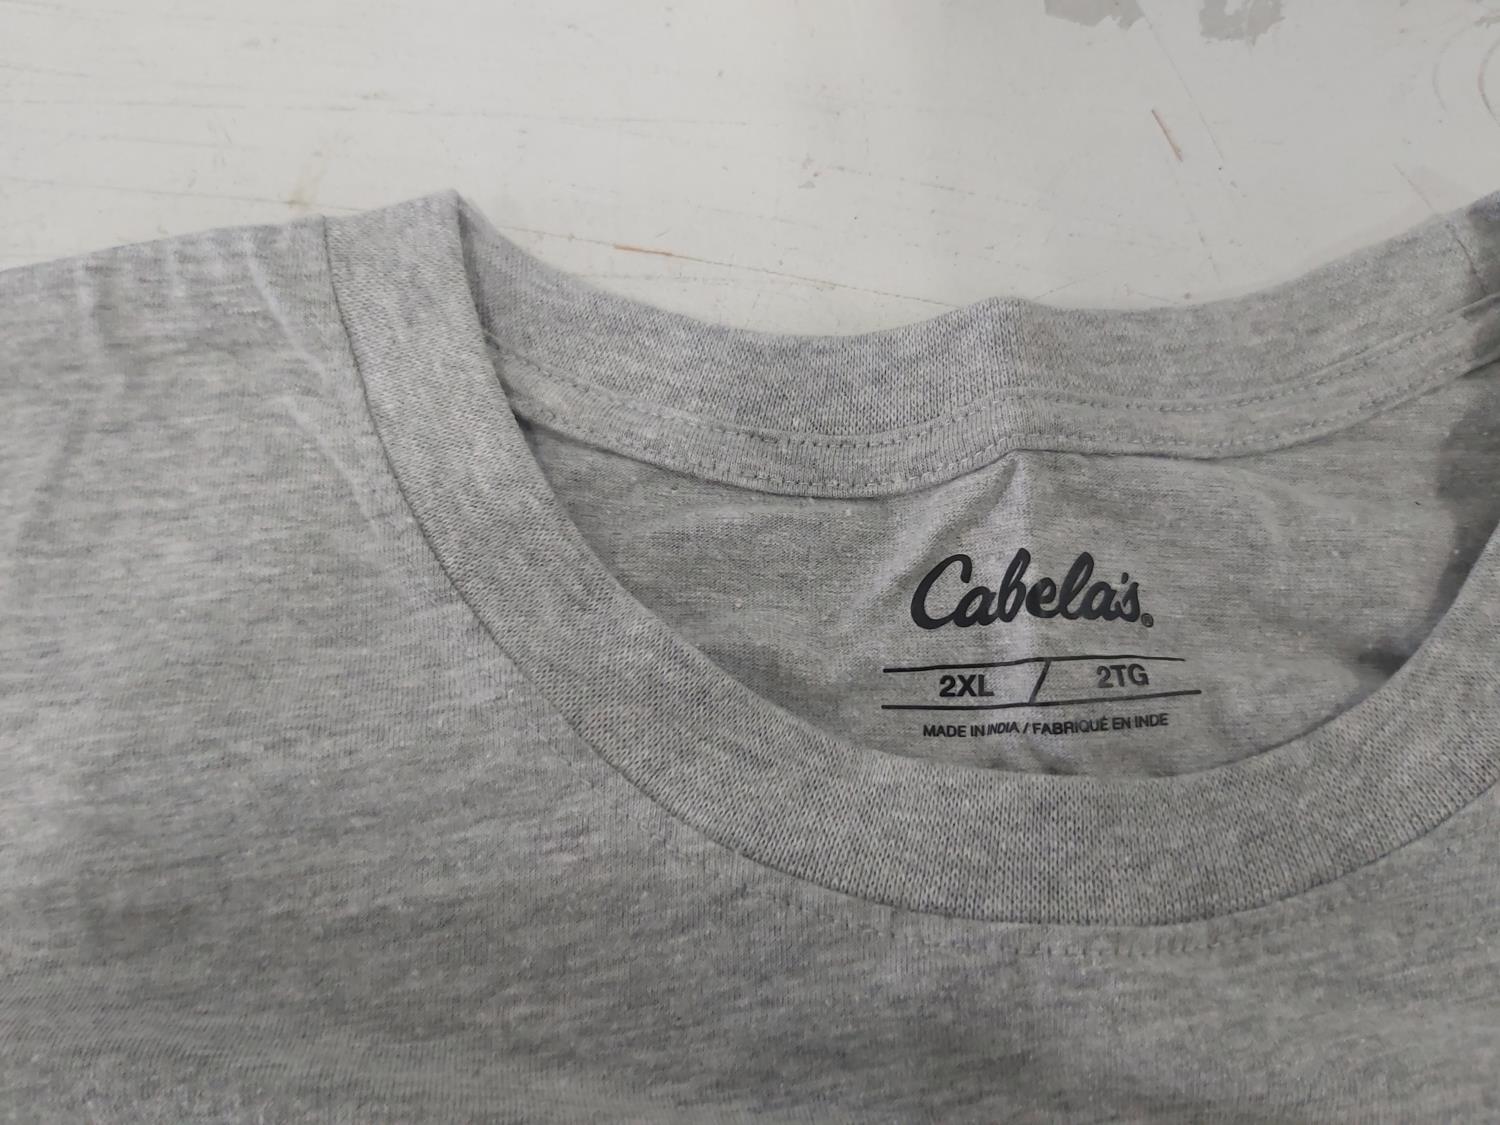 Cabela's®
2XL / 2TG
MADE IN INDIA / FABRIQUÉ EN INDE